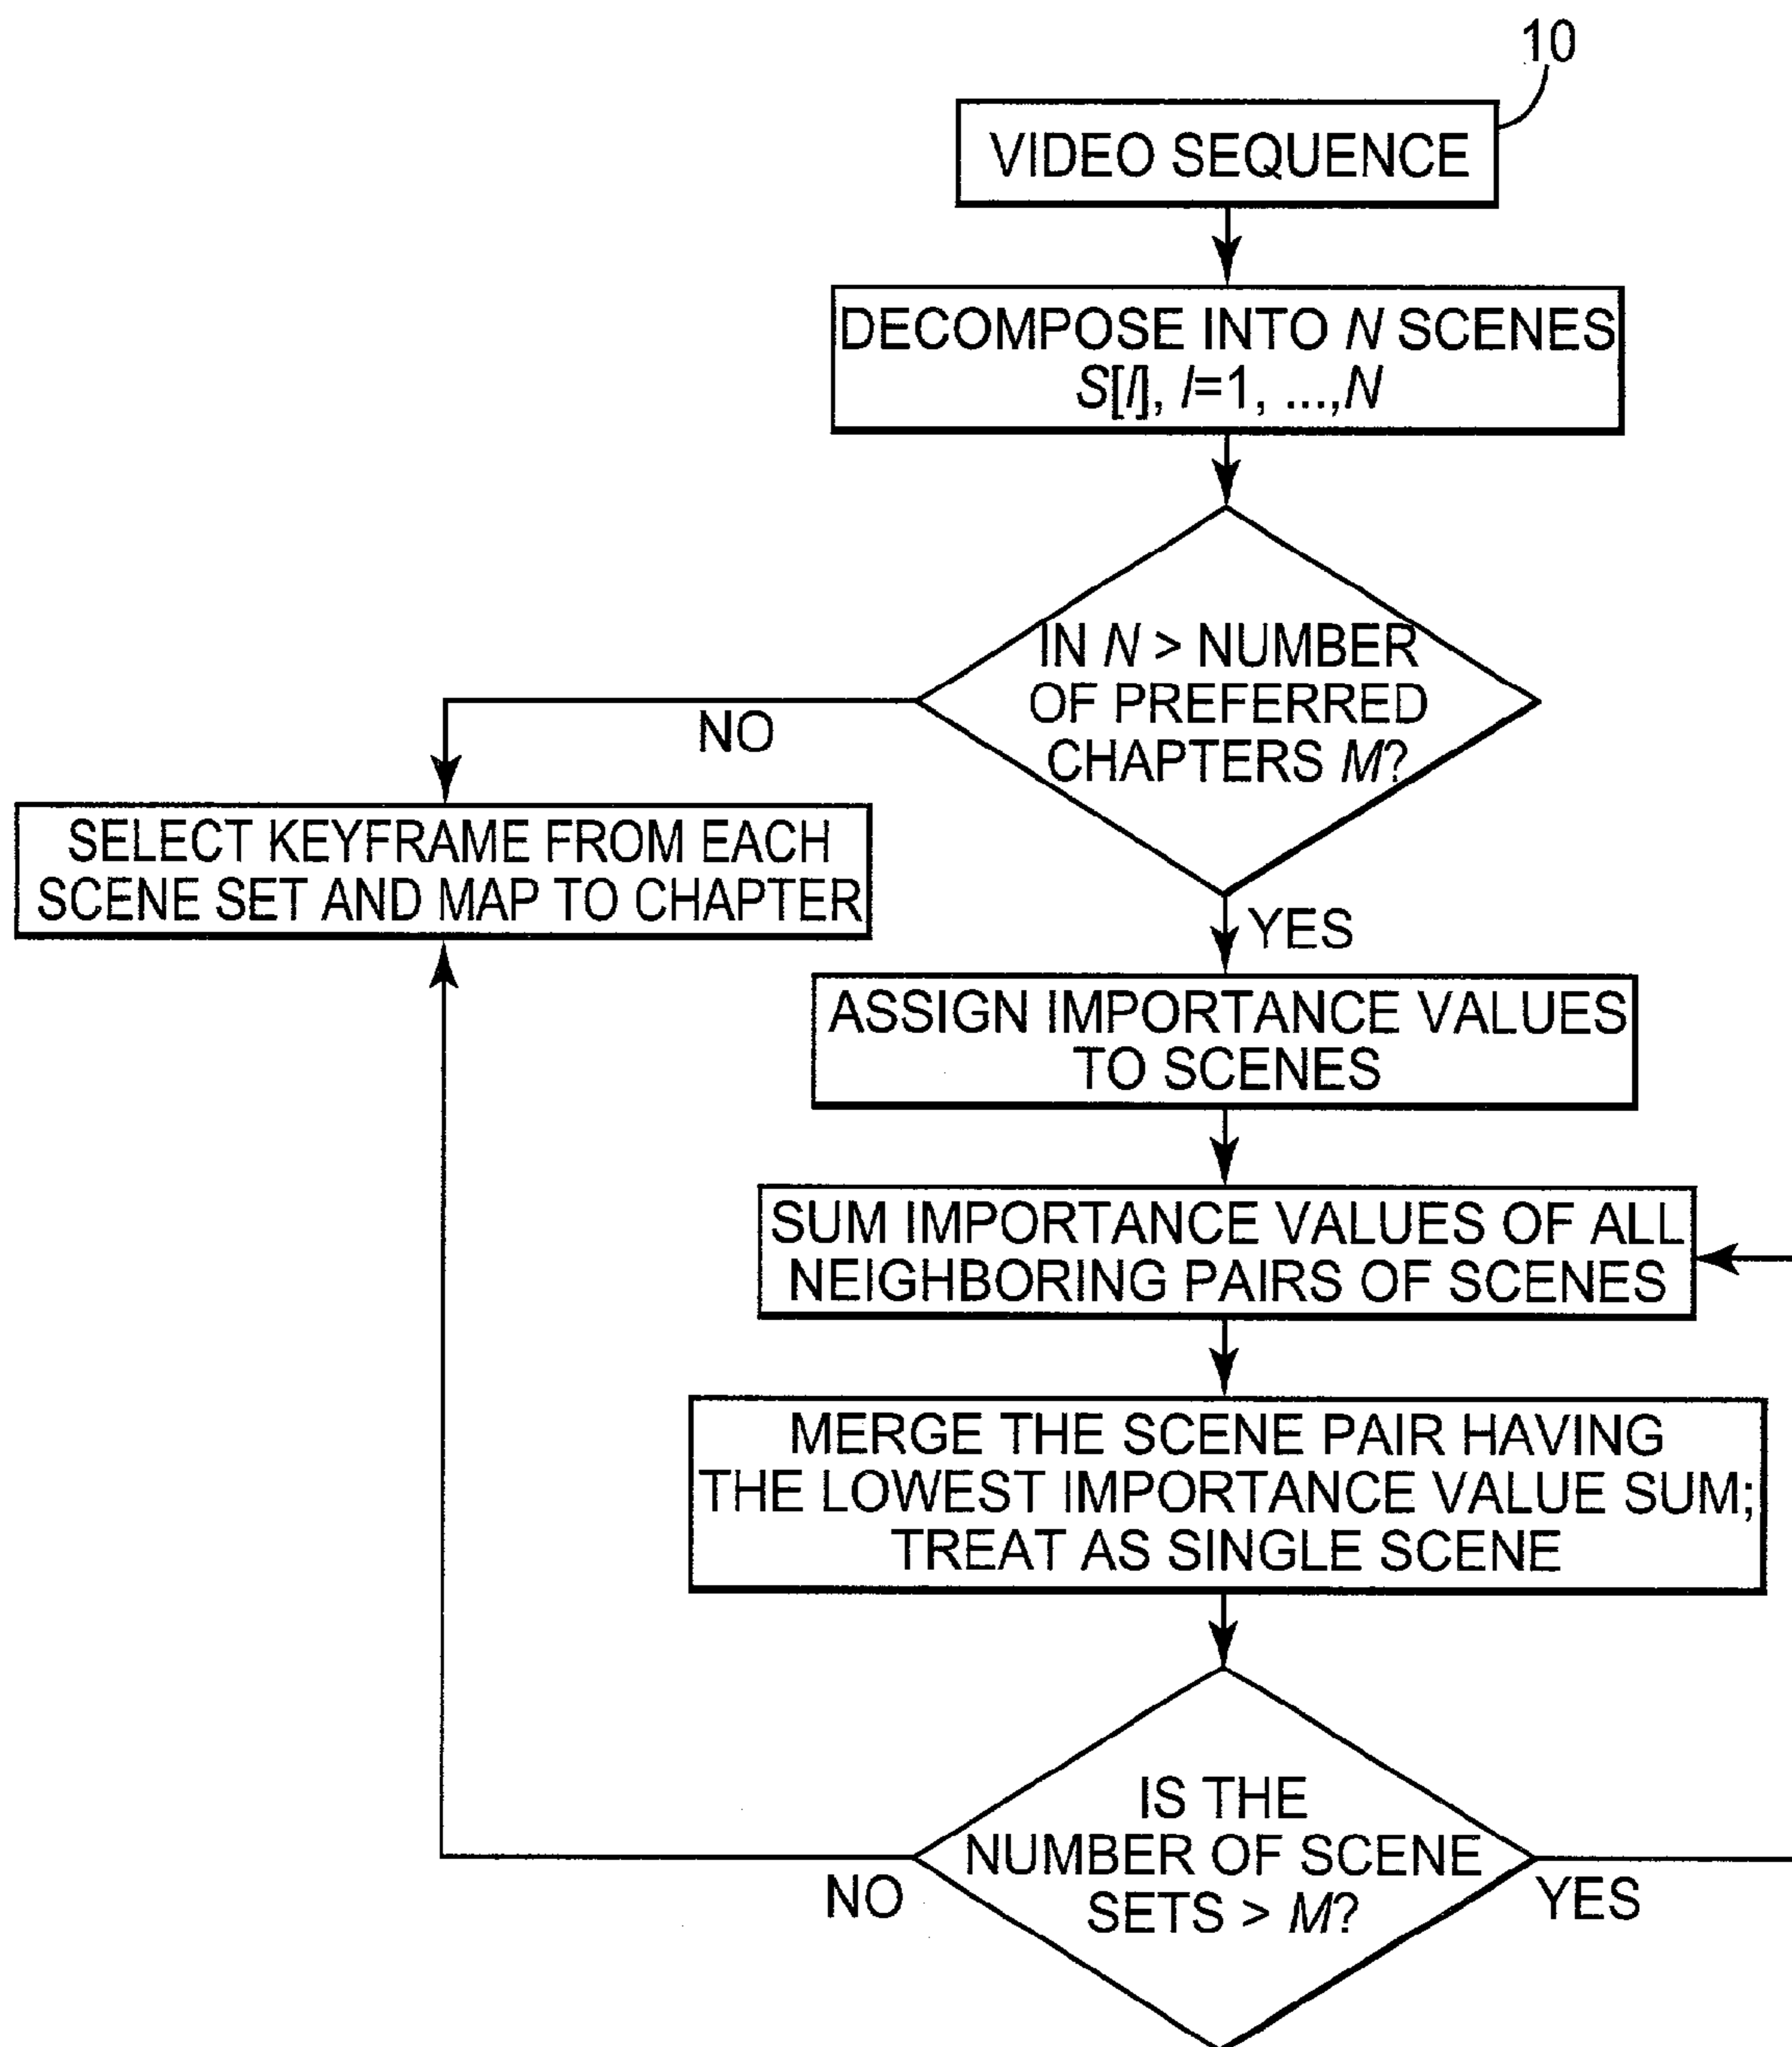 10
VIDEO SEQUENCE
DECOMPOSE INTO N SCENES
S[I], I=1, ...,N
IN N > NUMBER
OF PREFERRED
CHAPTERS M?
NO
SELECT KEYFRAME FROM EACH
SCENE SET AND MAP TO CHAPTER
YES
ASSIGN IMPORTANCE VALUES
TO SCENES
SUM IMPORTANCE VALUES OF ALL
NEIGHBORING PAIRS OF SCENES
MERGE THE SCENE PAIR HAVING
THE LOWEST IMPORTANCE VALUE SUM;
TREAT AS SINGLE SCENE
IS THE
NUMBER OF SCENE
SETS > M?
NO
YES